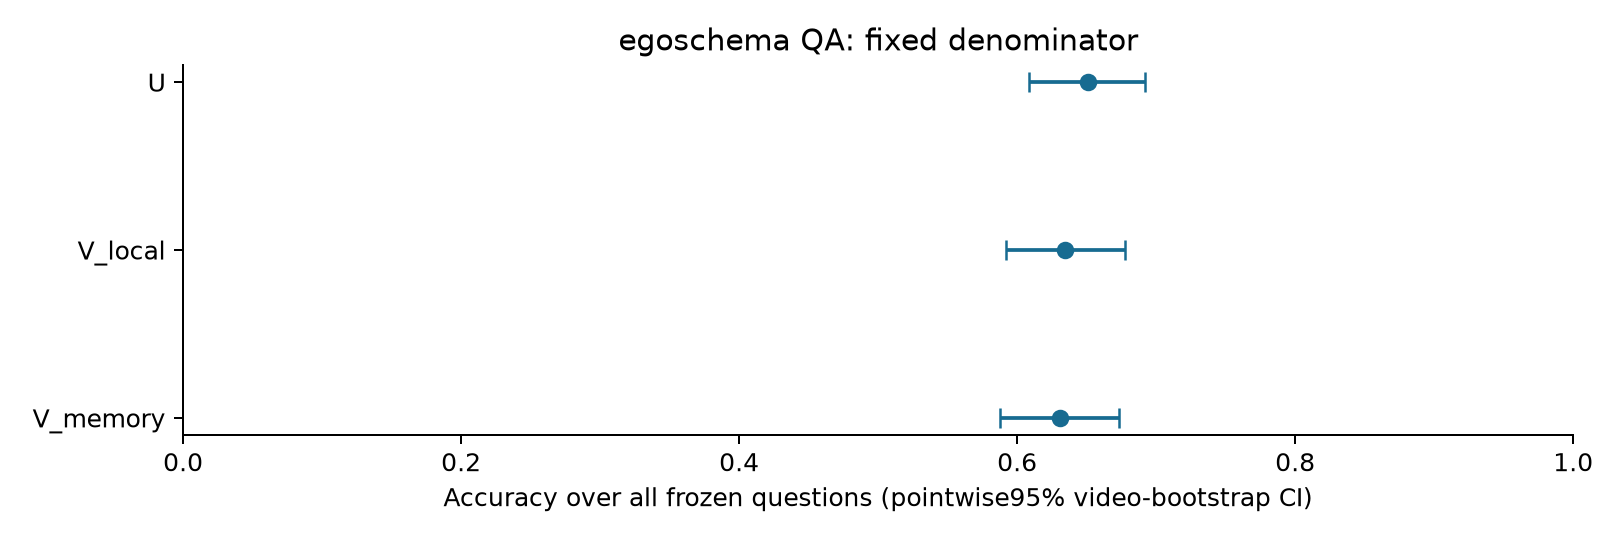 egoschema QA: fixed denominator
U
V_local
V_memory
0.0 0.2 0.4 0.6 0.8 1.0
Accuracy over all frozen questions (pointwise95% video-bootstrap CI)